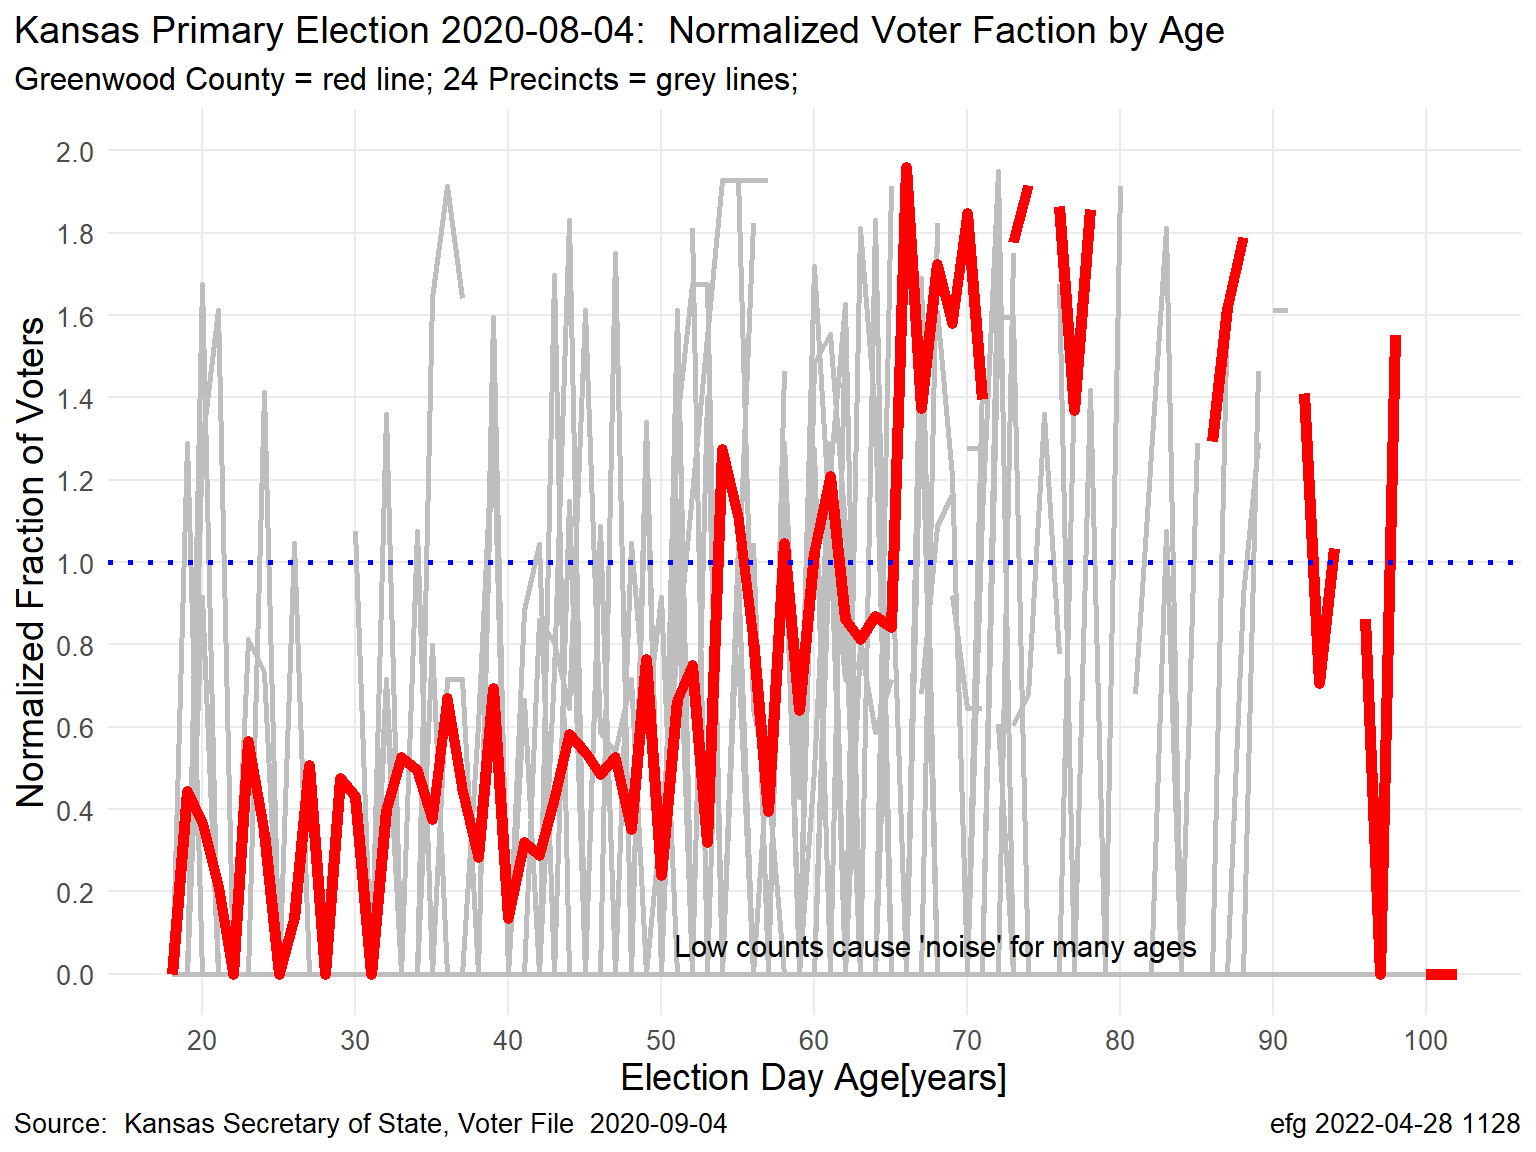 Kansas Primary Election 2020-08-04:  Normalized Voter Faction by Age
Greenwood County = red line; 24 Precincts = grey lines;
Normalized Fraction of Voters
2.0
1.8
1.6
1.4
1.2
1.0
0.8
0.6
0.4
0.2
0.0
Low counts cause 'noise' for many ages
20 30 40 50 60 70 80 90 100
Election Day Age[years]
Source:  Kansas Secretary of State, Voter File  2020-09-04
efg 2022-04-28 1128